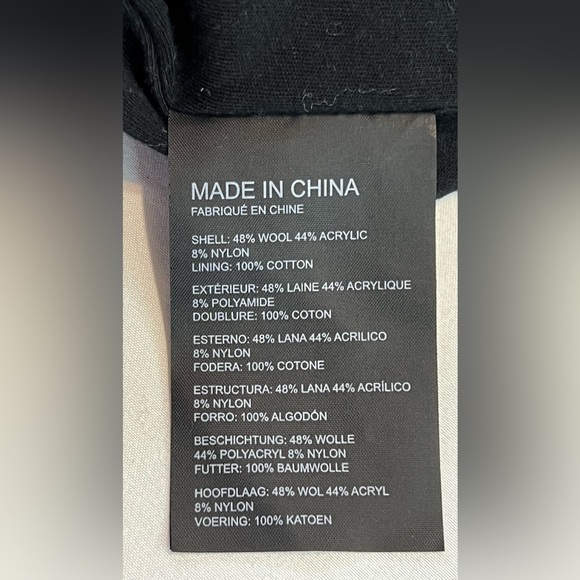 MADE IN CHINA
FABRIQUÉ EN CHINE
SHELL: 48% WOOL 44% ACRYLIC
8% NYLON
LINING: 100% COTTON
EXTÉRIEUR: 48% LAINE 44% ACRYLIQUE
8% POLYAMIDE
DOUBLURE: 100% COTON
ESTERNO: 48% LANA 44% ACRILICO
8% NYLON
FODERA: 100% COTONE
ESTRUCTURA: 48% LANA 44% ACRÍLICO
8% NYLON
FORRO: 100% ALGODÓN
BESCHICHTUNG: 48% WOLLE
44% POLYACRYL 8% NYLON
FUTTER: 100% BAUMWOLLE
HOOFDLAAG: 48% WOL 44% ACRYL
8% NYLON
VOERING: 100% KATOEN